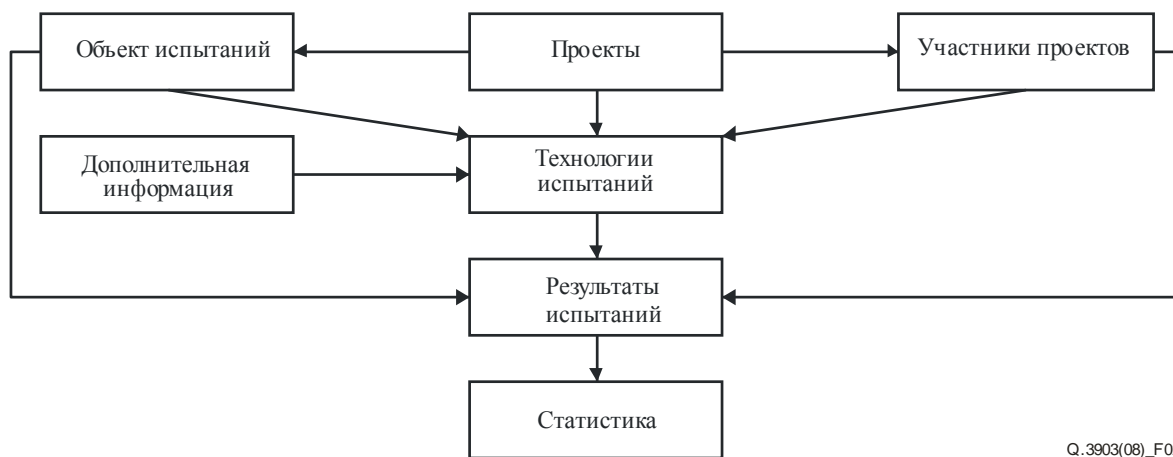 Объект испытаний
Проекты
Участники проектов
Дополнительная
информация
Технологии
испытаний
Результаты
испытаний
Статистика
Q.3903(08)_F0